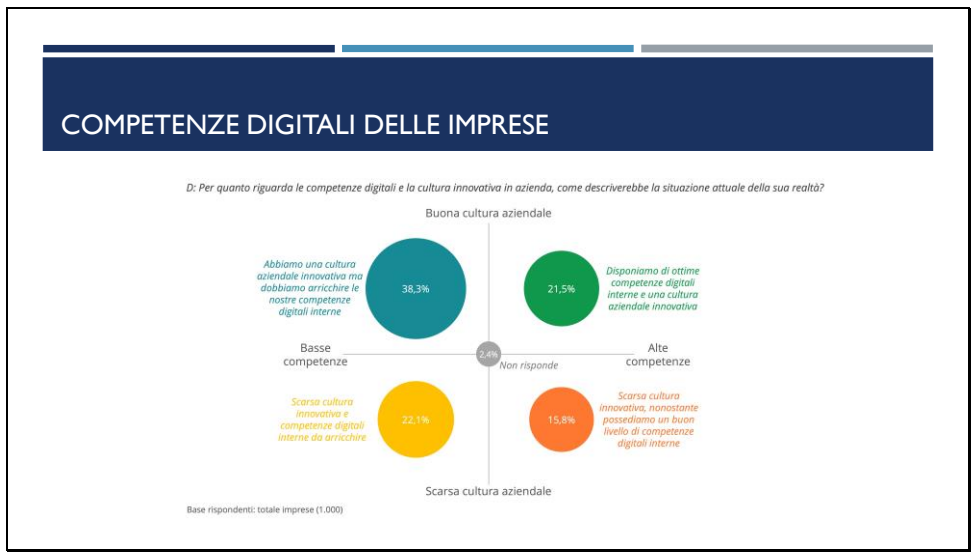 COMPETENZE DIGITALI DELLE IMPRESE
D: Per quanto riguarda le competenze digitali e la cultura innovativa in azienda, come descriverebbe la situazione attuale della sua realtà?
Buona cultura aziendale
Abbiamo una cultura
aziendale innovativa ma
dobbiamo arricchire le
nostre competenze
digitali interne
38,3%
21,5%
Disponiamo di ottime
competenze digitali
interne e una cultura
aziendale innovativa
Basse
competenze
2,4%
Non risponde
Alte
competenze
Scarsa cultura
innovativa e
competenze digitali
interne da arricchire
22,1%
15,8%
Scarsa cultura
innovativa, nonostante
possediamo un buon
livello di competenze
digitali interne
Scarsa cultura aziendale
Base rispondenti: totale imprese (1.000)